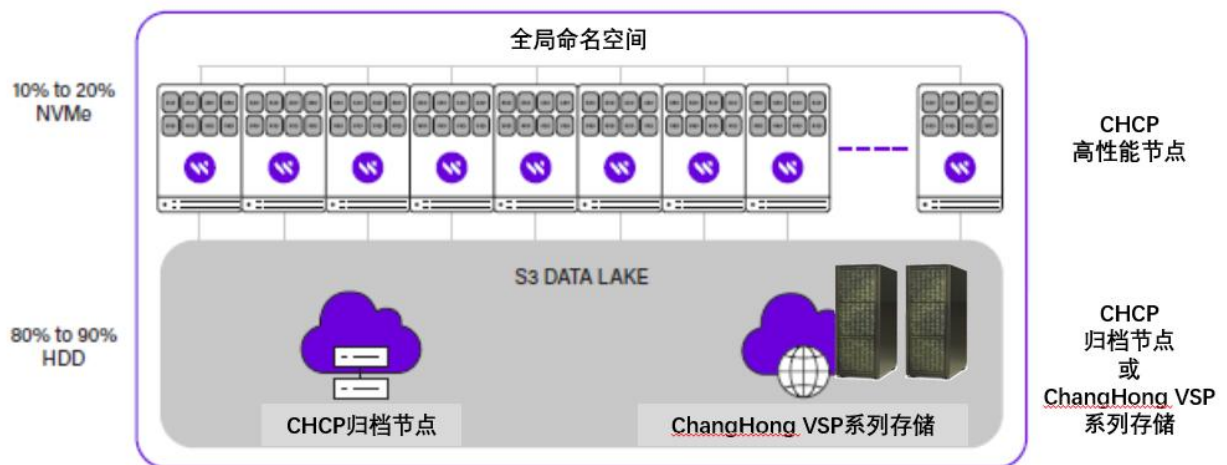 全局命名空间
10% to 20%
NVMe
CHCP
高性能节点
S3 DATA LAKE
80% to 90%
HDD
CHCP归档节点
ChangHong VSP系列存储
CHCP
归档节点
或
ChangHong VSP
系列存储